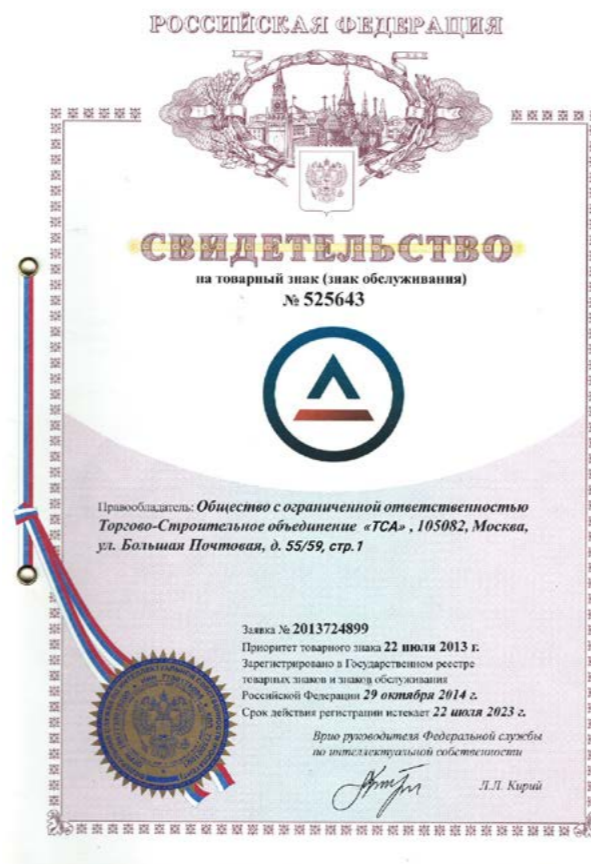 РОССИЙСКАЯ ФЕДЕРАЦИЯ
СВИДЕТЕЛЬСТВО
на товарный знак (знак обслуживания)
№ 525643
Правообладатель: Общество с ограниченной ответственностью
Торгово-Строительное объединение «ТСА» , 105082, Москва,
ул. Большая Почтовая, д. 55/59, стр.1
Заявка № 2013724899
Приоритет товарного знака 22 июля 2013 г.
Зарегистрировано в Государственном реестре
товарных знаков и знаков обслуживания
Российской Федерации 29 октября 2014 г.
Срок действия регистрации истекает 22 июля 2023 г.
Врио руководителя Федеральной службы
по интеллектуальной собственности
Л.Л. Кирий